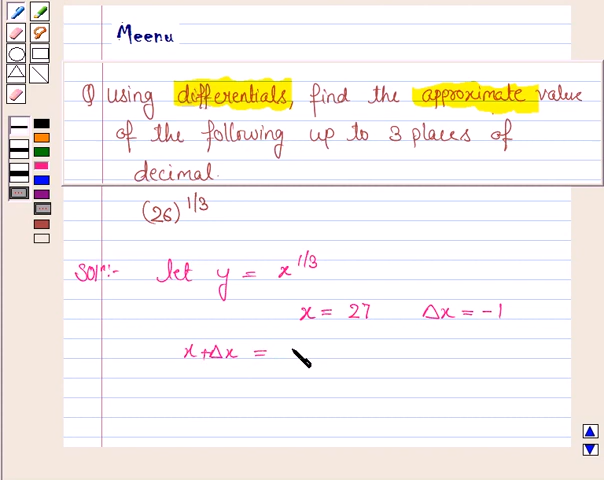 Meenu
Q Using differentials, find the approximate value
of the following up to 3 places of
decimal.
(26)^1/3
Solⁿ:- let y = x^1/3
x = 27 Δx = -1
x+Δx =